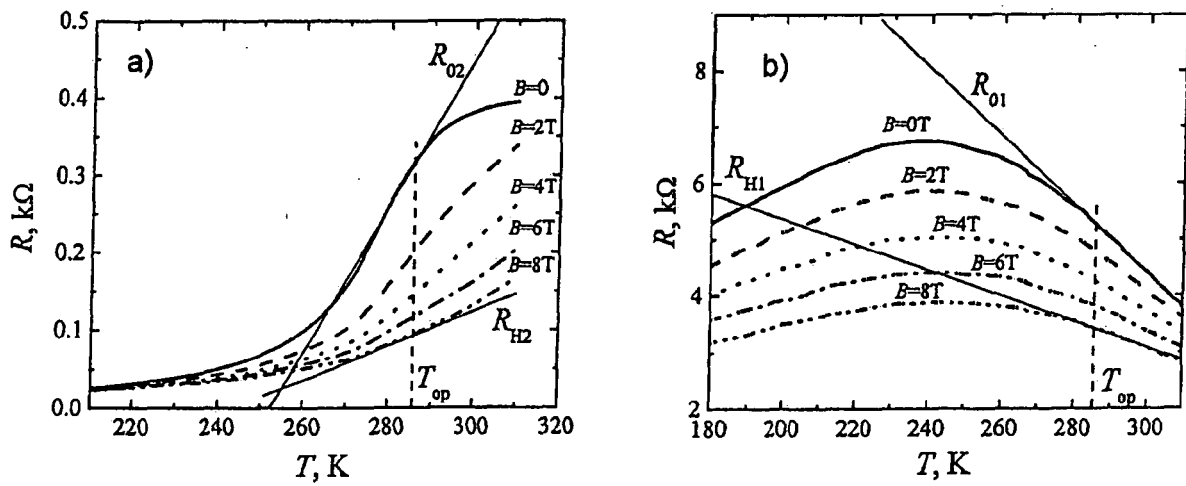 a)
R, kΩ
0.5
0.4
0.3
0.2
0.1
0.0
R02
B=0
B=2T
B=4T
B=6T
B=8T
RH2
Top
220 240 260 280 300 320
T, K
b)
R, kΩ
8
6
4
2
R01
RH1
B=0T
B=2T
B=4T
B=6T
B=8T
Top
180 200 220 240 260 280 300
T, K